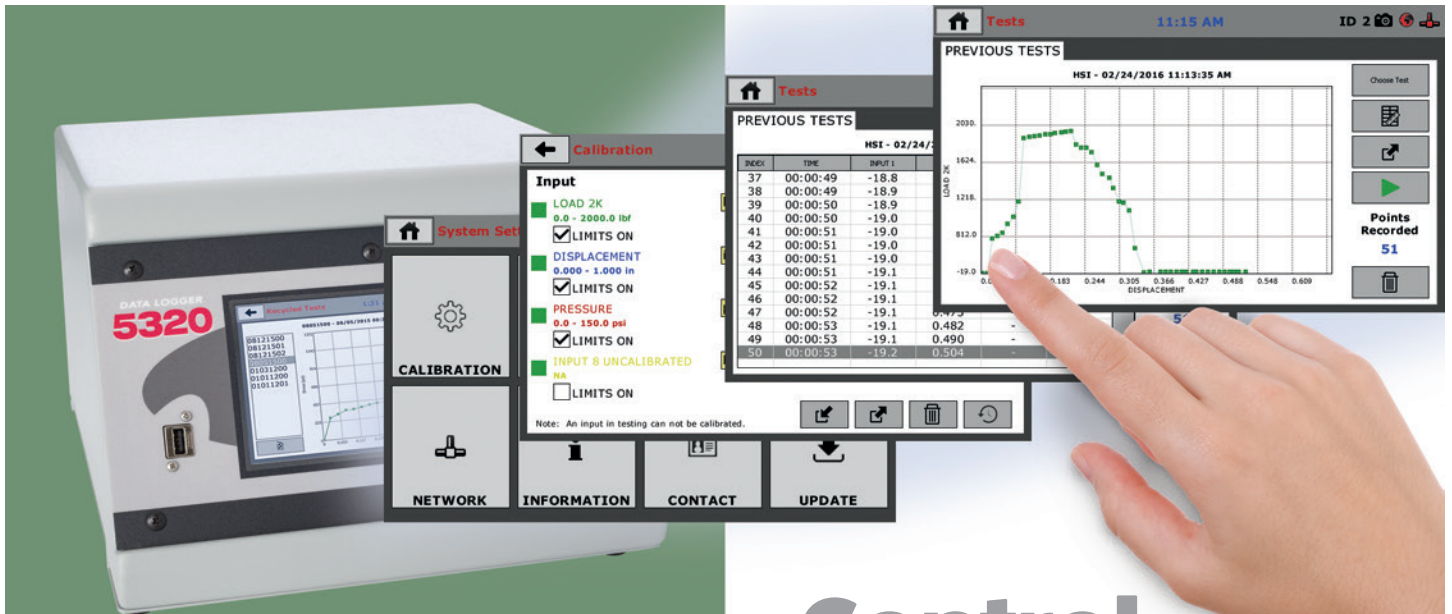 DATA LOGGER
5320
Recycled Tests
08121500
08121501
08121502
01031200
01011200
01011201
System Set
CALIBRATION
NETWORK
INFORMATION
CONTACT
UPDATE
Calibration
Input
LOAD 2K
0.0 - 2000.0 lbf
LIMITS ON
DISPLACEMENT
0.000 - 1.000 in
LIMITS ON
PRESSURE
0.0 - 150.0 psi
LIMITS ON
INPUT 8 UNCALIBRATED
NA
LIMITS ON
Note: An input in testing can not be calibrated.
Tests
PREVIOUS TESTS
HSI - 02/24/
INDEX TIME INPUT 1
37 00:00:49 -18.8
38 00:00:49 -18.9
39 00:00:50 -18.9
40 00:00:50 -19.0
41 00:00:51 -19.0
42 00:00:51 -19.0
43 00:00:51 -19.0
44 00:00:51 -19.1
45 00:00:52 -19.1
46 00:00:52 -19.1
47 00:00:52 -19.1 0.475
48 00:00:53 -19.1 0.482 -
49 00:00:53 -19.1 0.490 -
50 00:00:53 -19.2 0.504 -
Tests 11:15 AM ID 2
PREVIOUS TESTS
HSI - 02/24/2016 11:13:35 AM
Choose Test
2030.
1624.
1218.
812.0
-19.0
LOAD 2K
0.183 0.244 0.305 0.366 0.427 0.488 0.548 0.609
DISPLACEMENT
Points
Recorded
51
Control